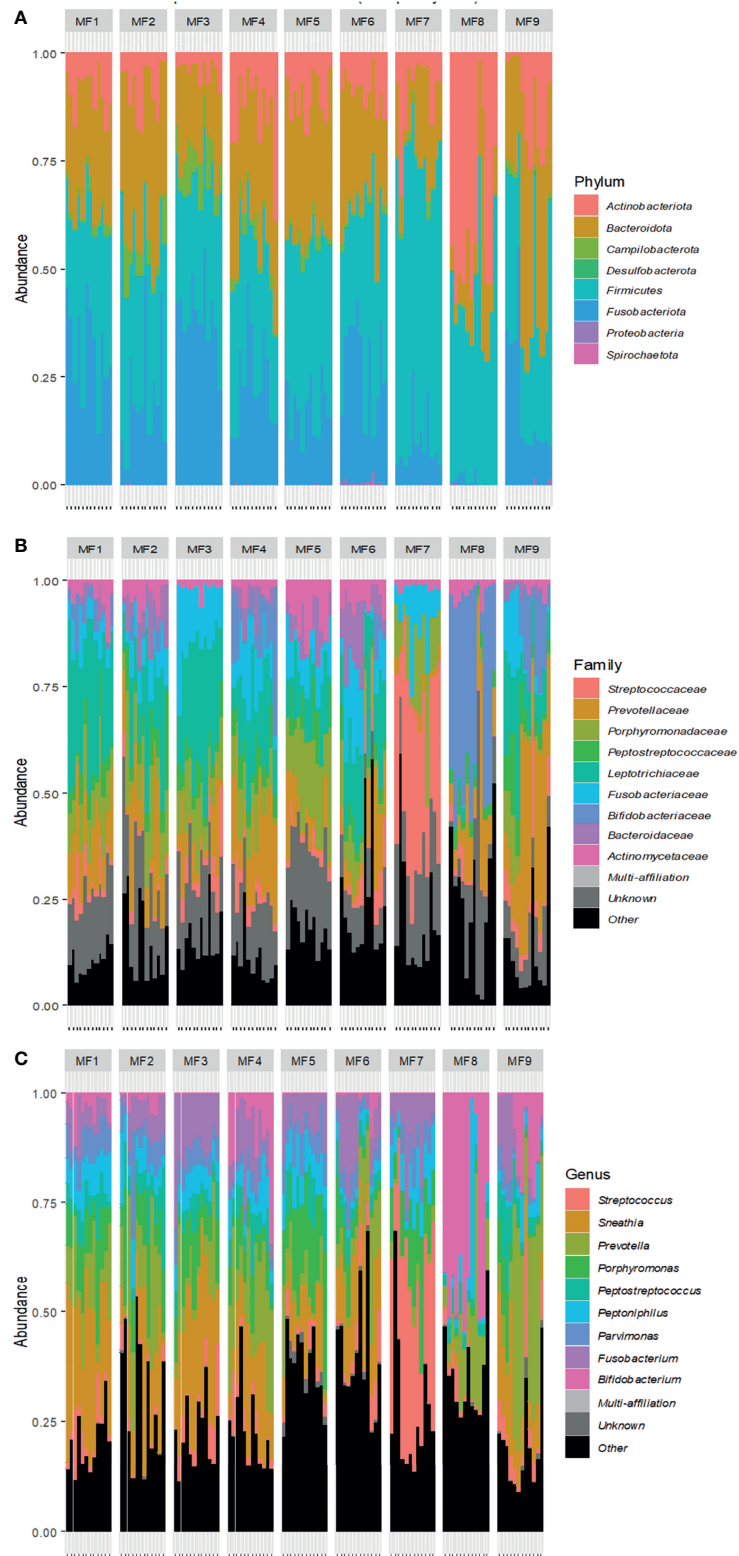 A
MF1 MF2 MF3 MF4 MF5 MF6 MF7 MF8 MF9
1.00
0.75
0.50
0.25
0.00
Abundance
Phylum
Actinobacteriota
Bacteroidota
Campilobacterota
Desulfobacterota
Firmicutes
Fusobacteriota
Proteobacteria
Spirochaetota
B
MF1 MF2 MF3 MF4 MF5 MF6 MF7 MF8 MF9
1.00
0.75
0.50
0.25
0.00
Abundance
Family
Streptococcaceae
Prevotellaceae
Porphyromonadaceae
Peptostreptococcaceae
Leptotrichiaceae
Fusobacteriaceae
Bifidobacteriaceae
Bacteroidaceae
Actinomycetaceae
Multi-affiliation
Unknown
Other
C
MF1 MF2 MF3 MF4 MF5 MF6 MF7 MF8 MF9
1.00
0.75
0.50
0.25
0.00
Abundance
Genus
Streptococcus
Sneathia
Prevotella
Porphyromonas
Peptostreptococcus
Peptoniphilus
Parvimonas
Fusobacterium
Bifidobacterium
Multi-affiliation
Unknown
Other